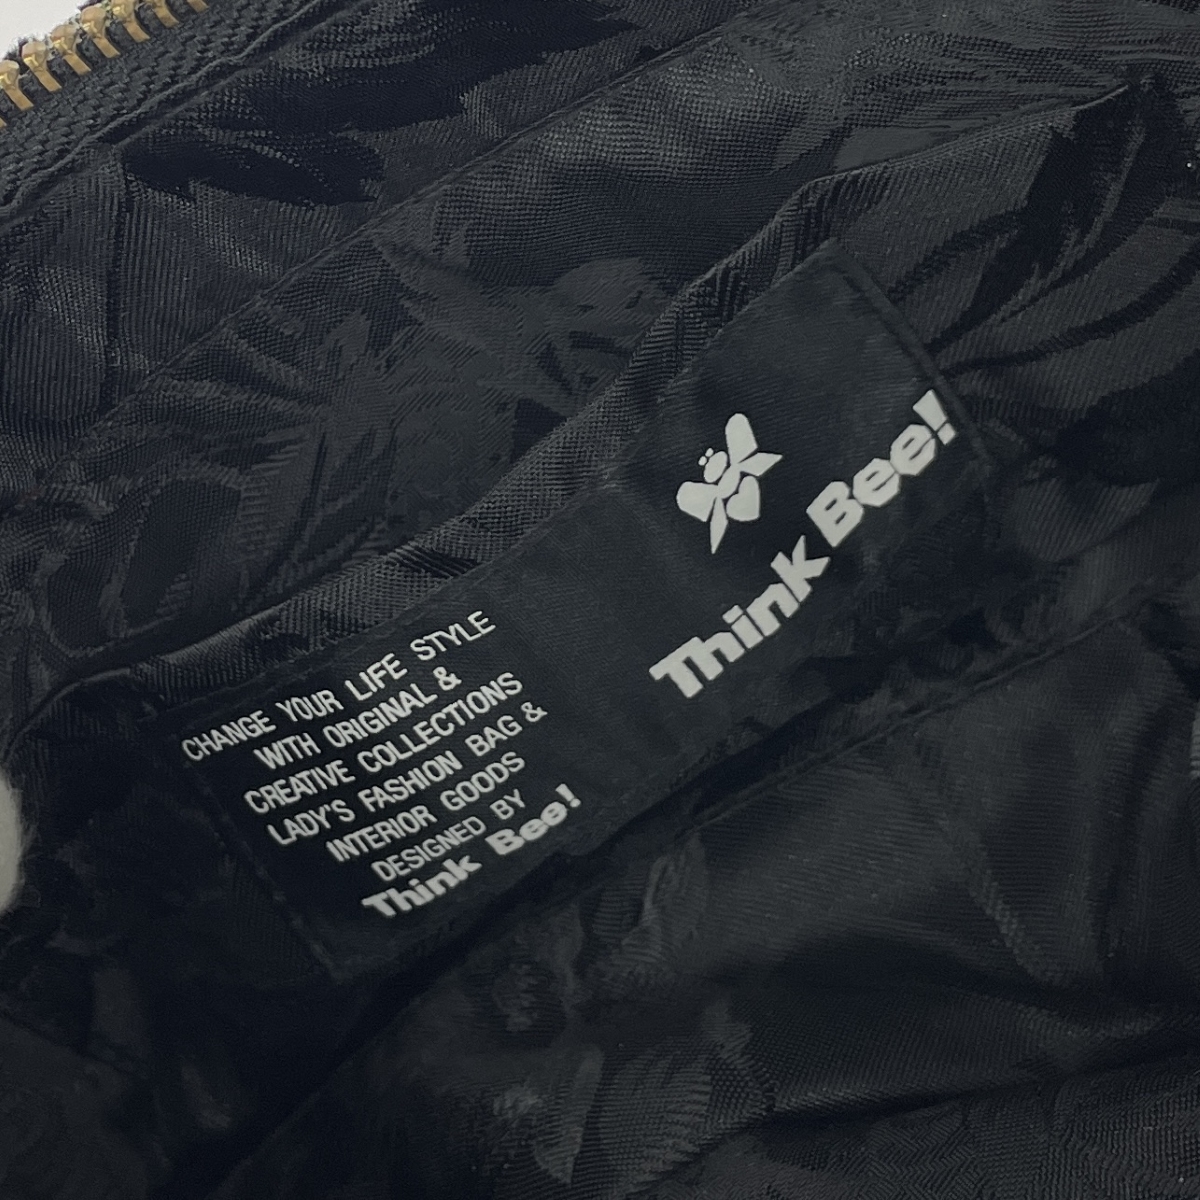 CHANGE YOUR LIFE STYLE
WITH ORIGINAL &
CREATIVE COLLECTIONS
LADY'S FASHION BAG &
INTERIOR GOODS
DESIGNED BY
Think Bee!
Think Bee!